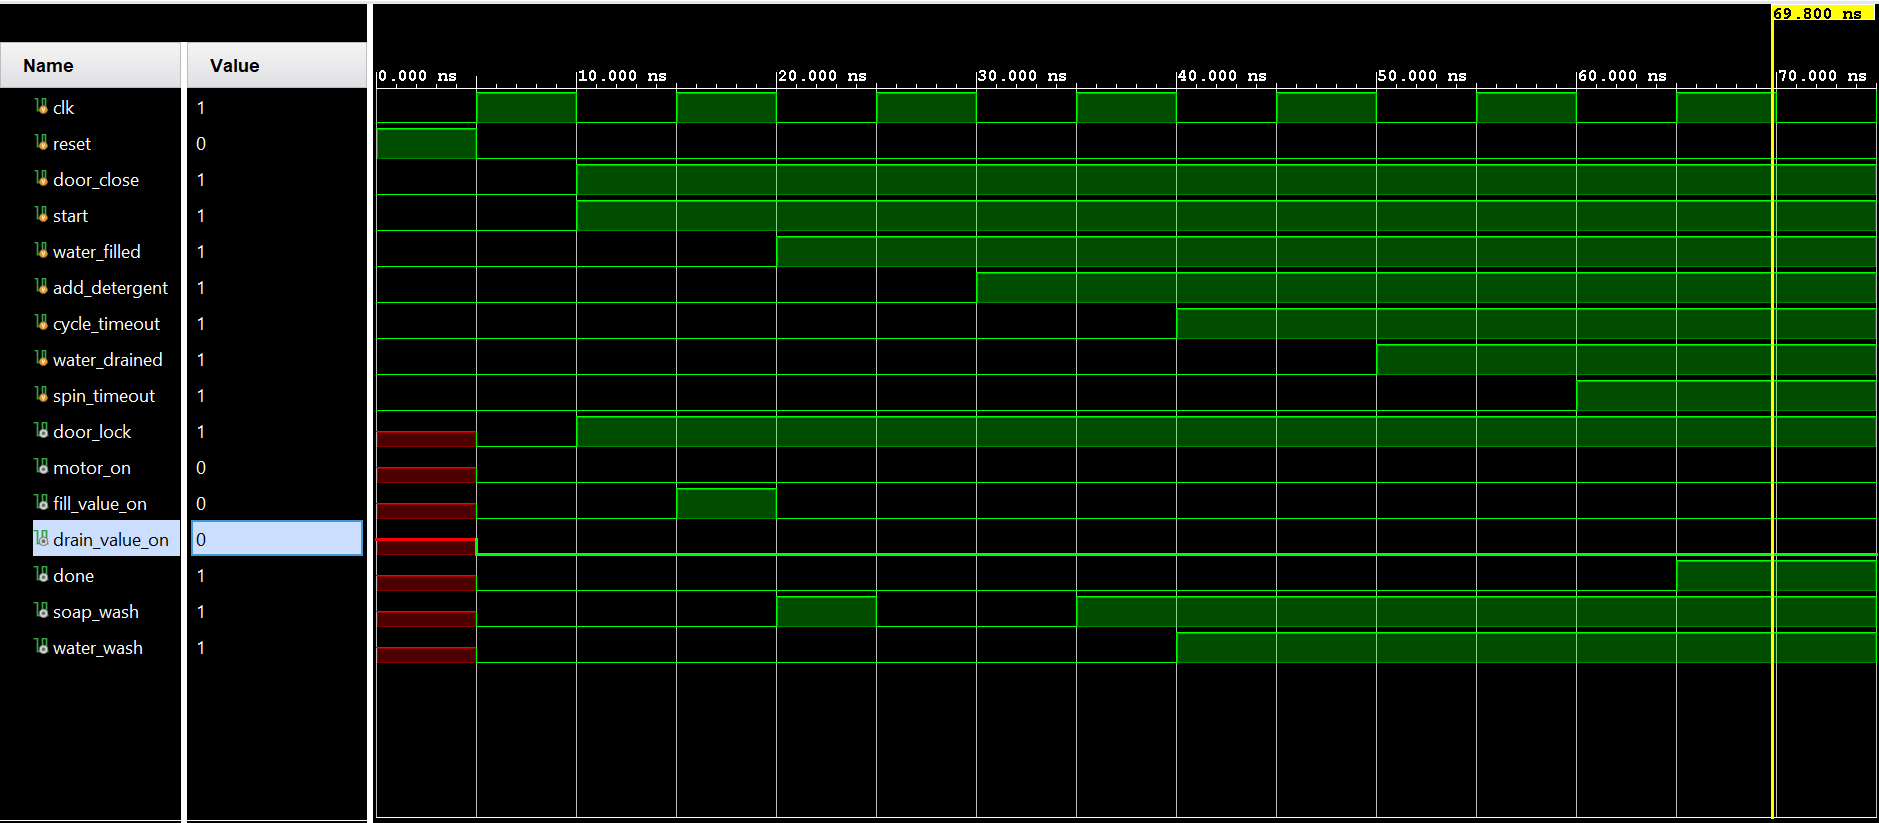 69.800 ns
Name Value
0.000 ns 10.000 ns 20.000 ns 30.000 ns 40.000 ns 50.000 ns 60.000 ns 70.000 ns
clk 1
reset 0
door_close 1
start 1
water_filled 1
add_detergent 1
cycle_timeout 1
water_drained 1
spin_timeout 1
door_lock 1
motor_on 0
fill_value_on 0
drain_value_on 0
done 1
soap_wash 1
water_wash 1